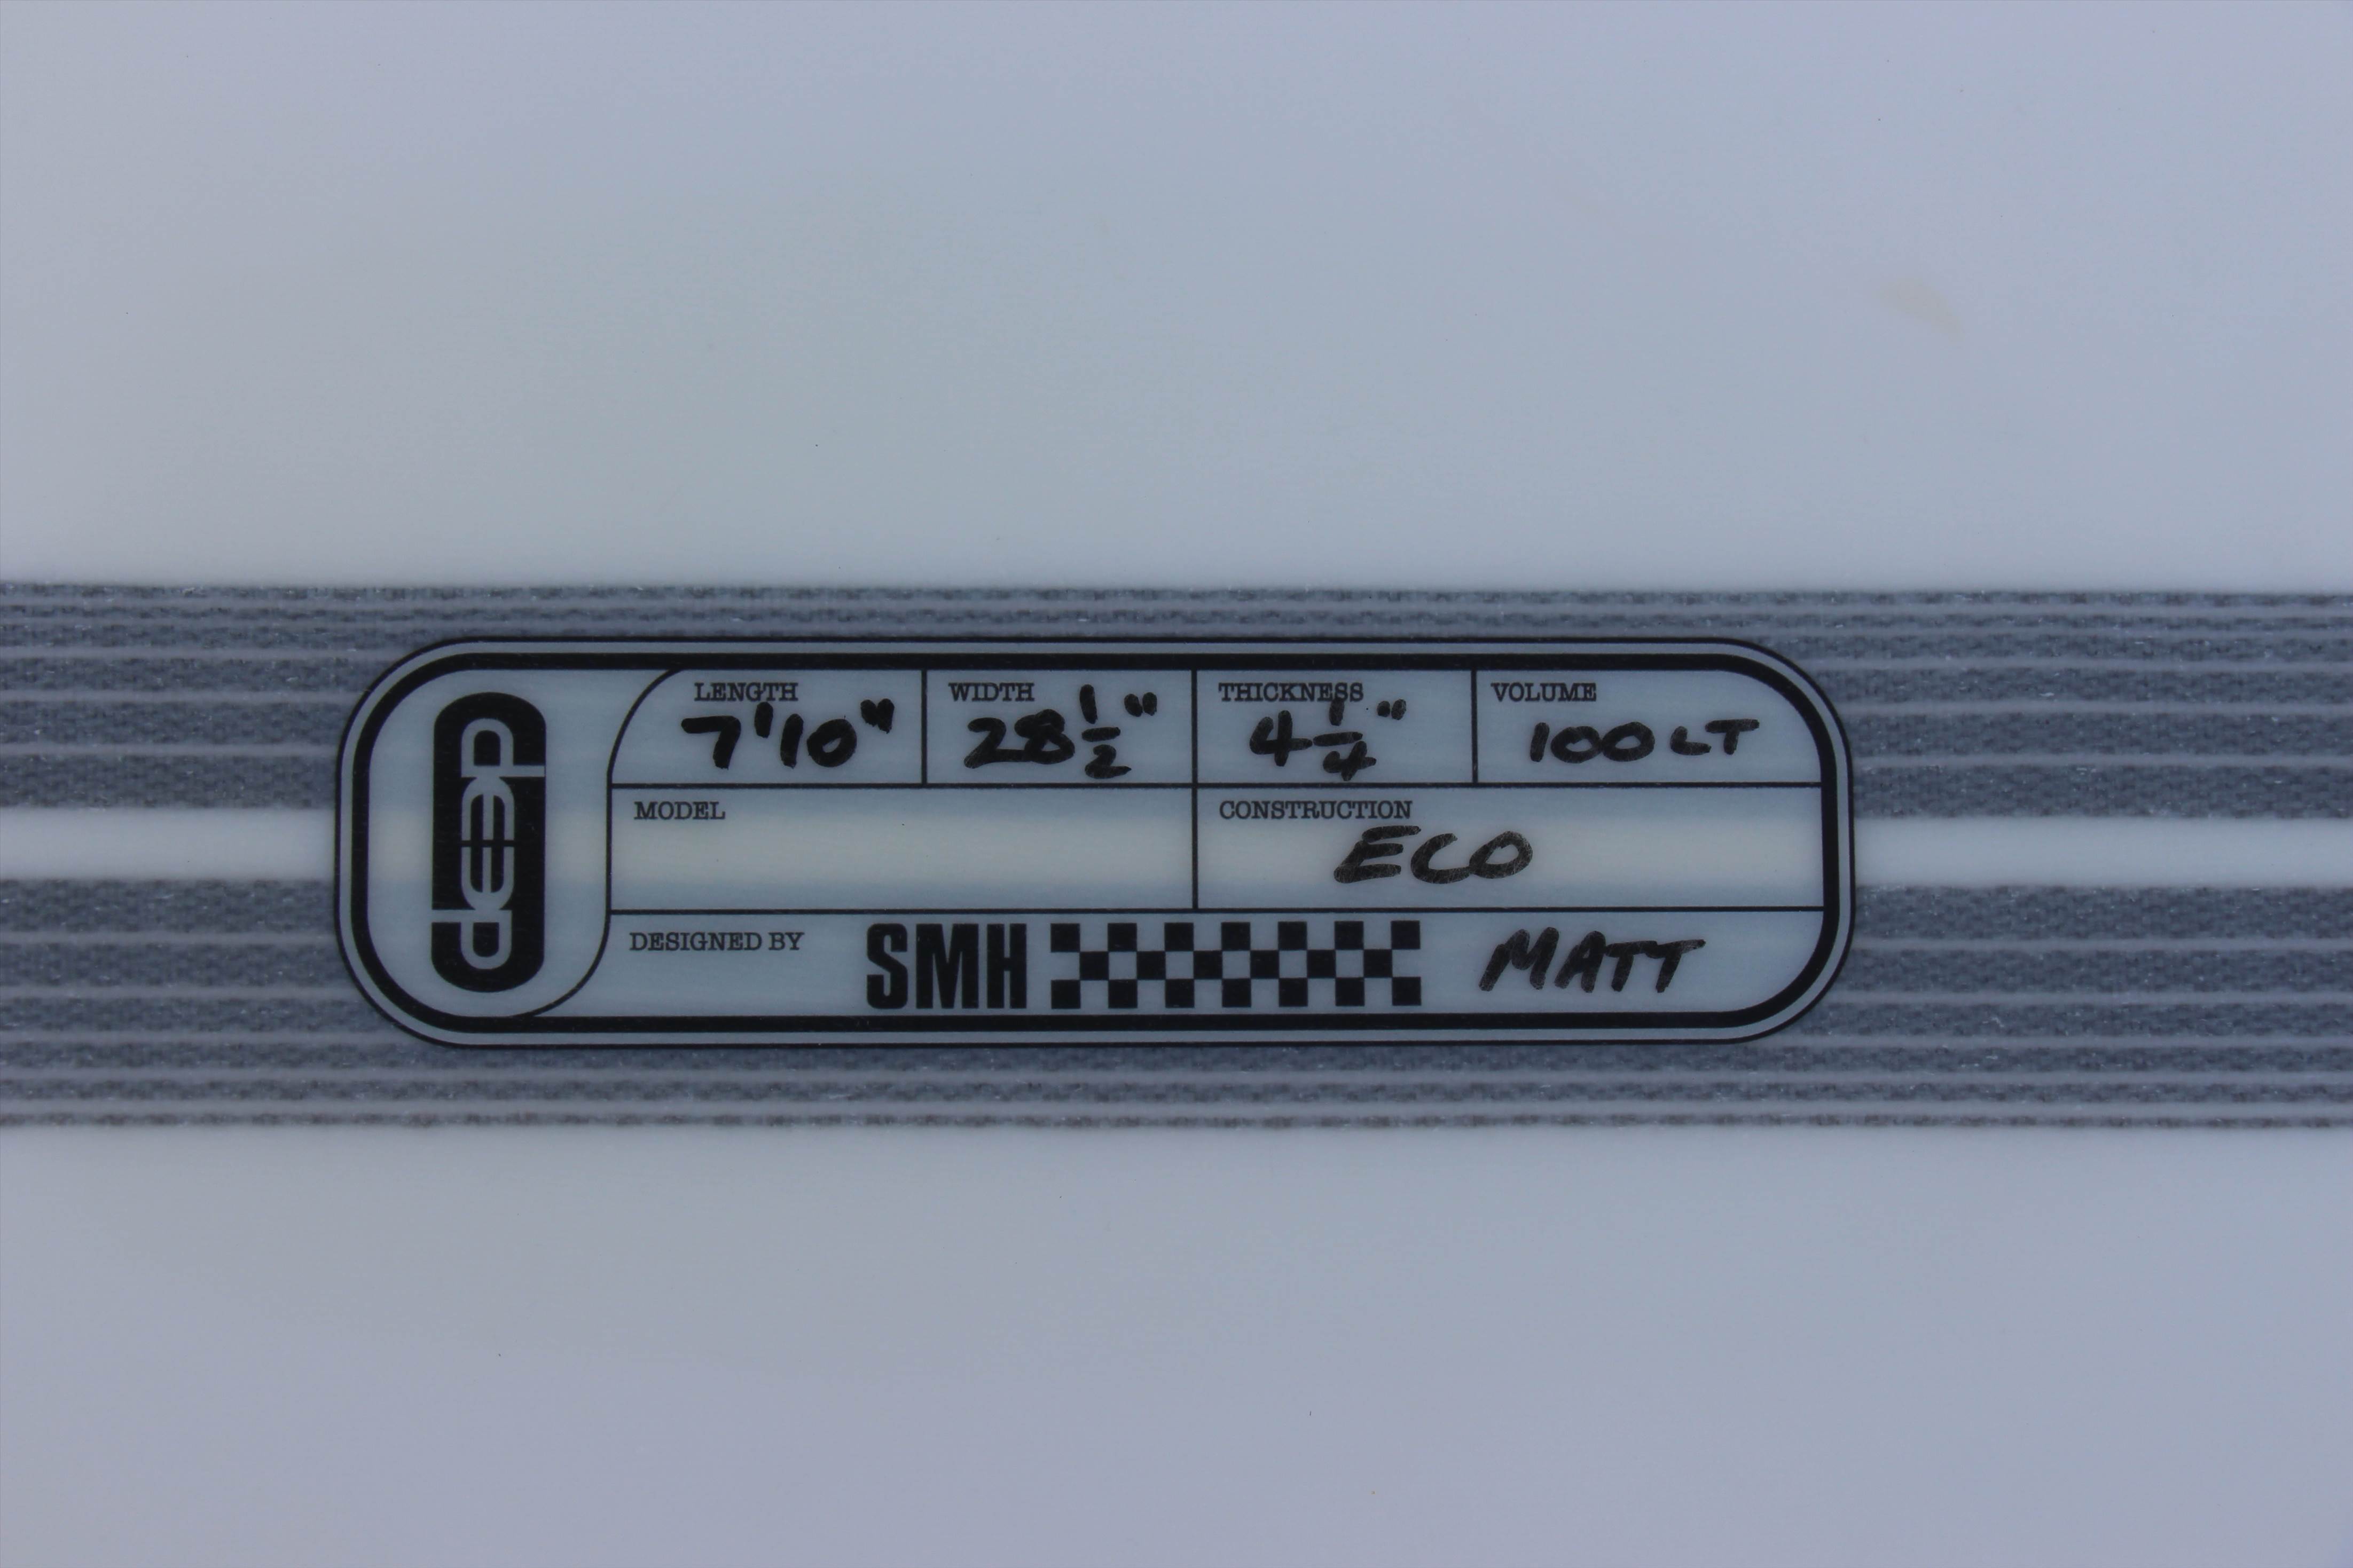 deep
LENGTH WIDTH THICKNESS VOLUME
7'10" 28 1/2" 4 1/4" 100 LT
MODEL CONSTRUCTION
ECO
DESIGNED BY SMH MATT